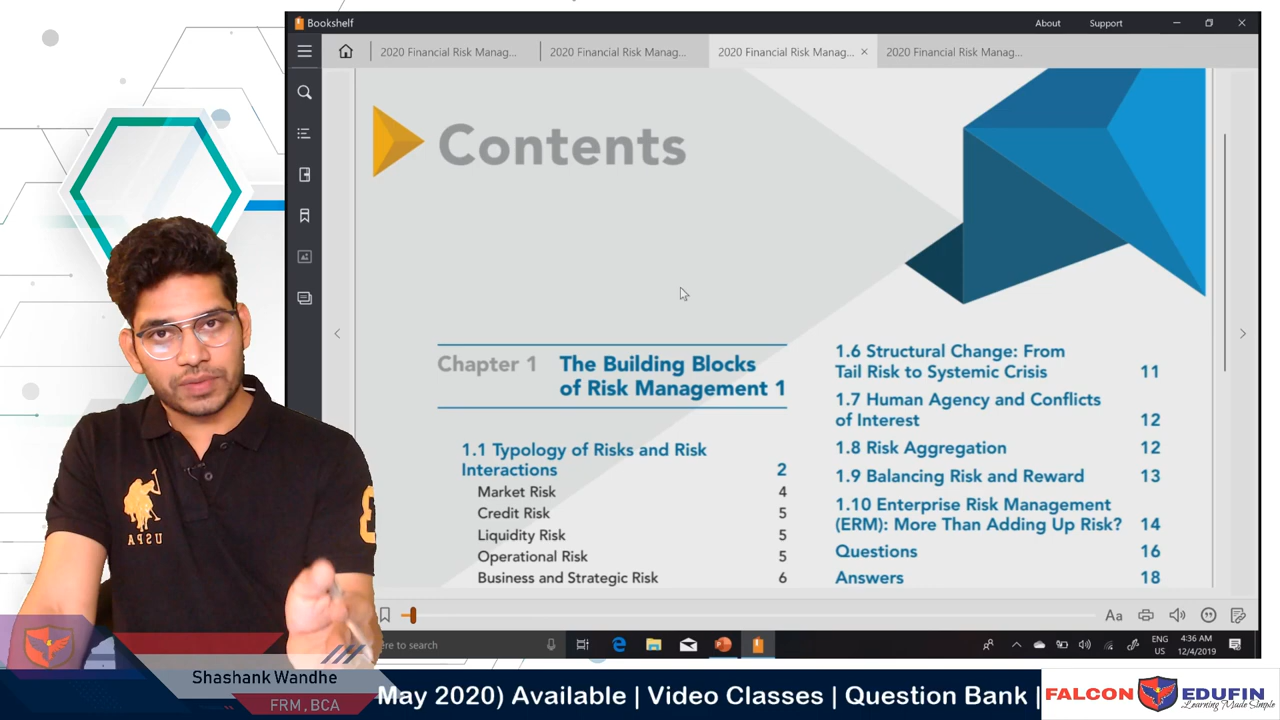 Bookshelf
About
Support
2020 Financial Risk Manag...
2020 Financial Risk Manag...
2020 Financial Risk Manag...
2020 Financial Risk Manag...
Contents
Chapter 1 The Building Blocks
of Risk Management 1
1.1 Typology of Risks and Risk
Interactions 2
Market Risk 4
Credit Risk 5
Liquidity Risk 5
Operational Risk 5
Business and Strategic Risk 6
1.6 Structural Change: From
Tail Risk to Systemic Crisis 11
1.7 Human Agency and Conflicts
of Interest 12
1.8 Risk Aggregation 12
1.9 Balancing Risk and Reward 13
1.10 Enterprise Risk Management
(ERM): More Than Adding Up Risk? 14
Questions 16
Answers 18
Aa
ere to search
ENG
US
4:36 AM
12/4/2019
USPA
3
Shashank Wandhe
FRM, BCA
May 2020) Available | Video Classes | Question Bank |
FALCON EDUFIN
Learning Made Simple